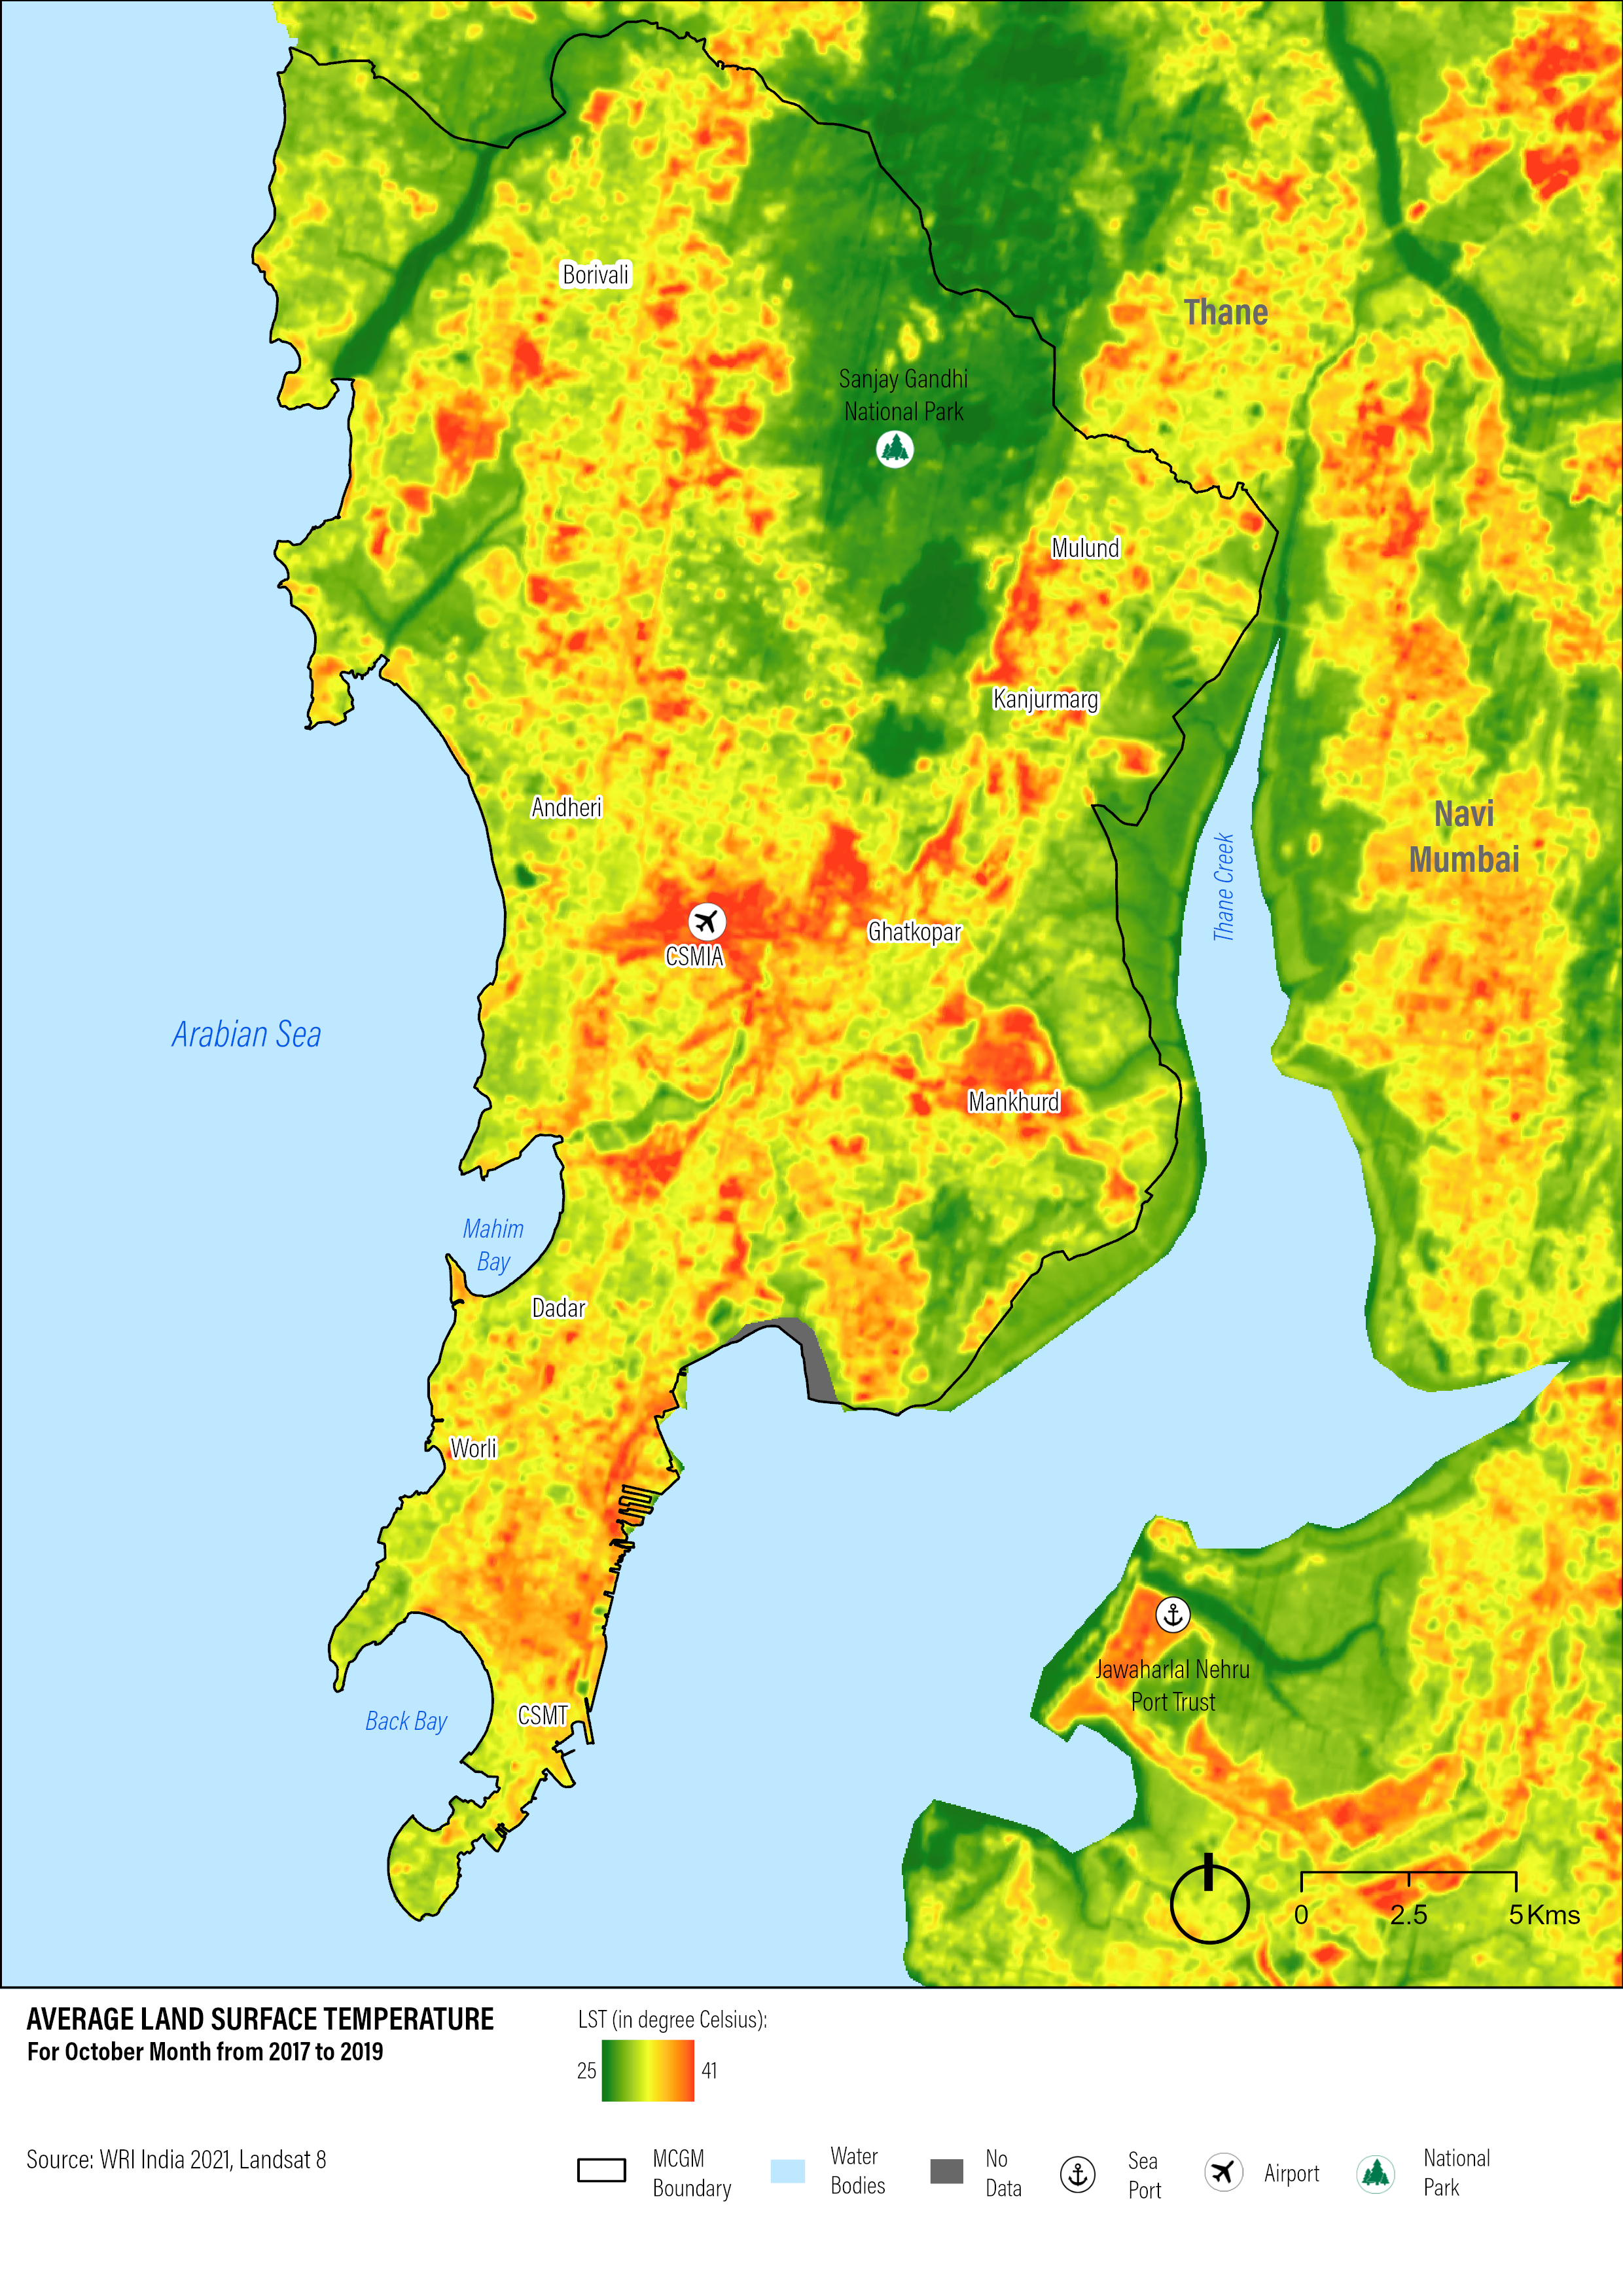 Borivali
Thane
Sanjay Gandhi
National Park
Mulund
Kanjurmarg
Andheri
Navi
Mumbai
Thane Creek
Ghatkopar
CSMIA
Arabian Sea
Mankhurd
Mahim
Bay
Dadar
Worli
Jawaharlal Nehru
Port Trust
CSMT
Back Bay
0 2.5 5 Kms
AVERAGE LAND SURFACE TEMPERATURE
For October Month from 2017 to 2019
LST (in degree Celsius):
25 41
Source: WRI India 2021, Landsat 8
MCGM
Boundary
Water
Bodies
No
Data
Sea
Port
Airport
National
Park